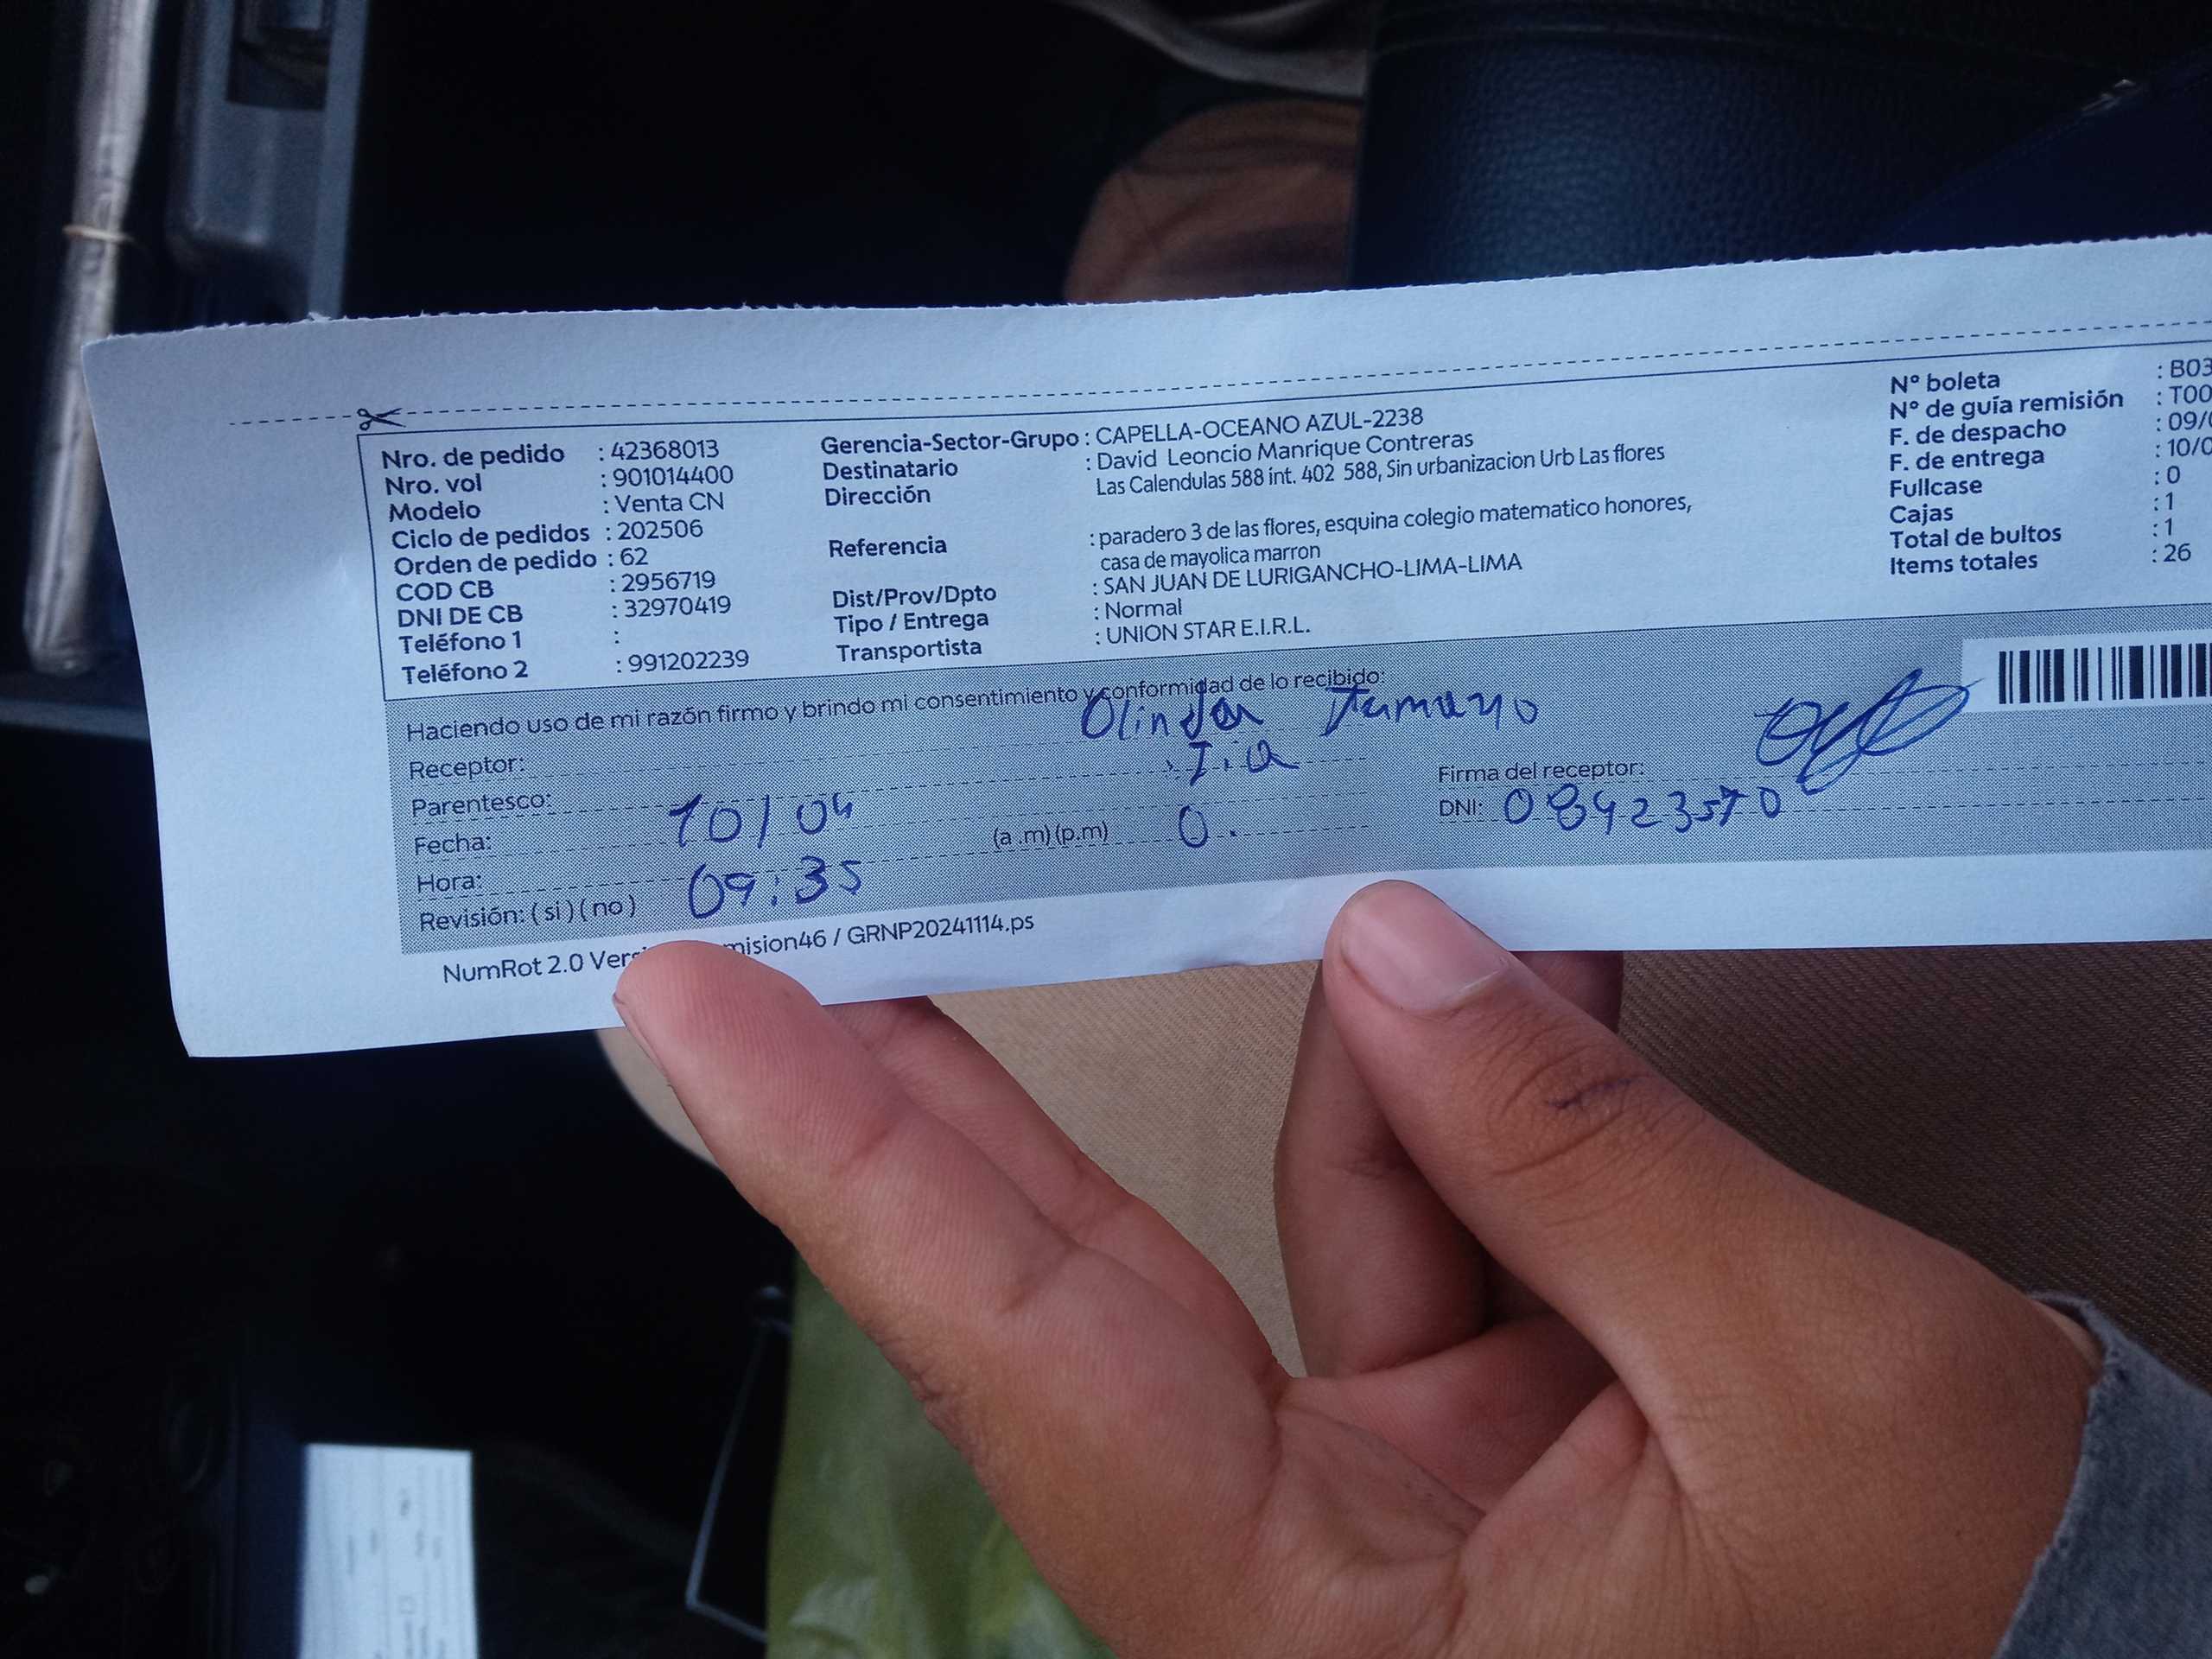 Nro. de pedido : 42368013
Nro. vol : 901014400
Modelo : Venta CN
Ciclo de pedidos : 202506
Orden de pedido : 62
COD CB : 2956719
DNI DE CB : 32970419
Teléfono 1 :
Teléfono 2 : 991202239
Gerencia-Sector-Grupo : CAPELLA-OCEANO AZUL-2238
Destinatario : David Leoncio Manrique Contreras
Dirección Las Calendulas 588 int. 402 588, Sin urbanizacion Urb Las flores
Referencia : paradero 3 de las flores, esquina colegio matematico honores,
casa de mayolica marron
Dist/Prov/Dpto : SAN JUAN DE LURIGANCHO-LIMA-LIMA
Tipo / Entrega : Normal
Transportista : UNION STAR E.I.R.L.
N° boleta : B03
N° de guía remisión : T00
F. de despacho : 09/0
F. de entrega : 10/0
Fullcase : 0
Cajas : 1
Total de bultos : 1
Items totales : 26
Haciendo uso de mi razón firmo y brindo mi consentimiento y conformidad de lo recibido:
Receptor: Olinda Tamayo
Parentesco: Tia
Fecha: 10/04
Hora: 09:35 (a .m) (p.m) 0.
Revisión: ( si ) ( no )
Firma del receptor:
DNI: 08423570
NumRot 2.0 mision46 / GRNP20241114.ps